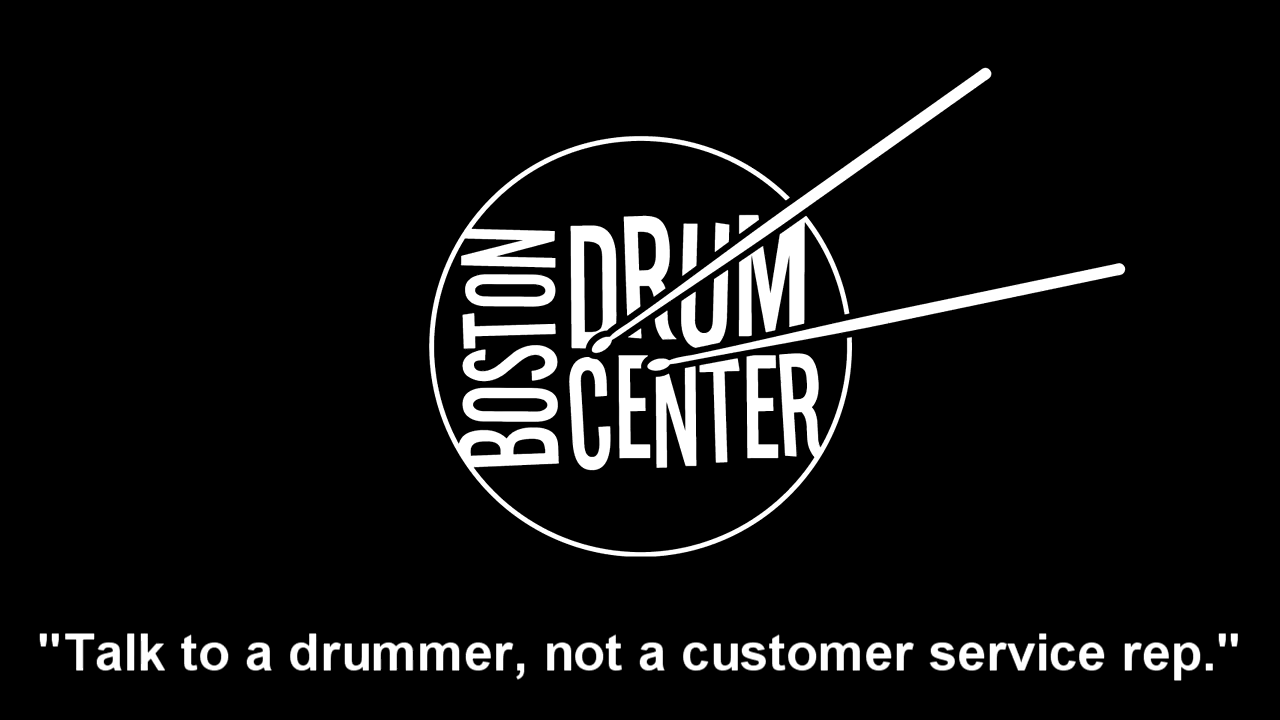 BOSTON
DRUM
CENTER
"Talk to a drummer, not a customer service rep."